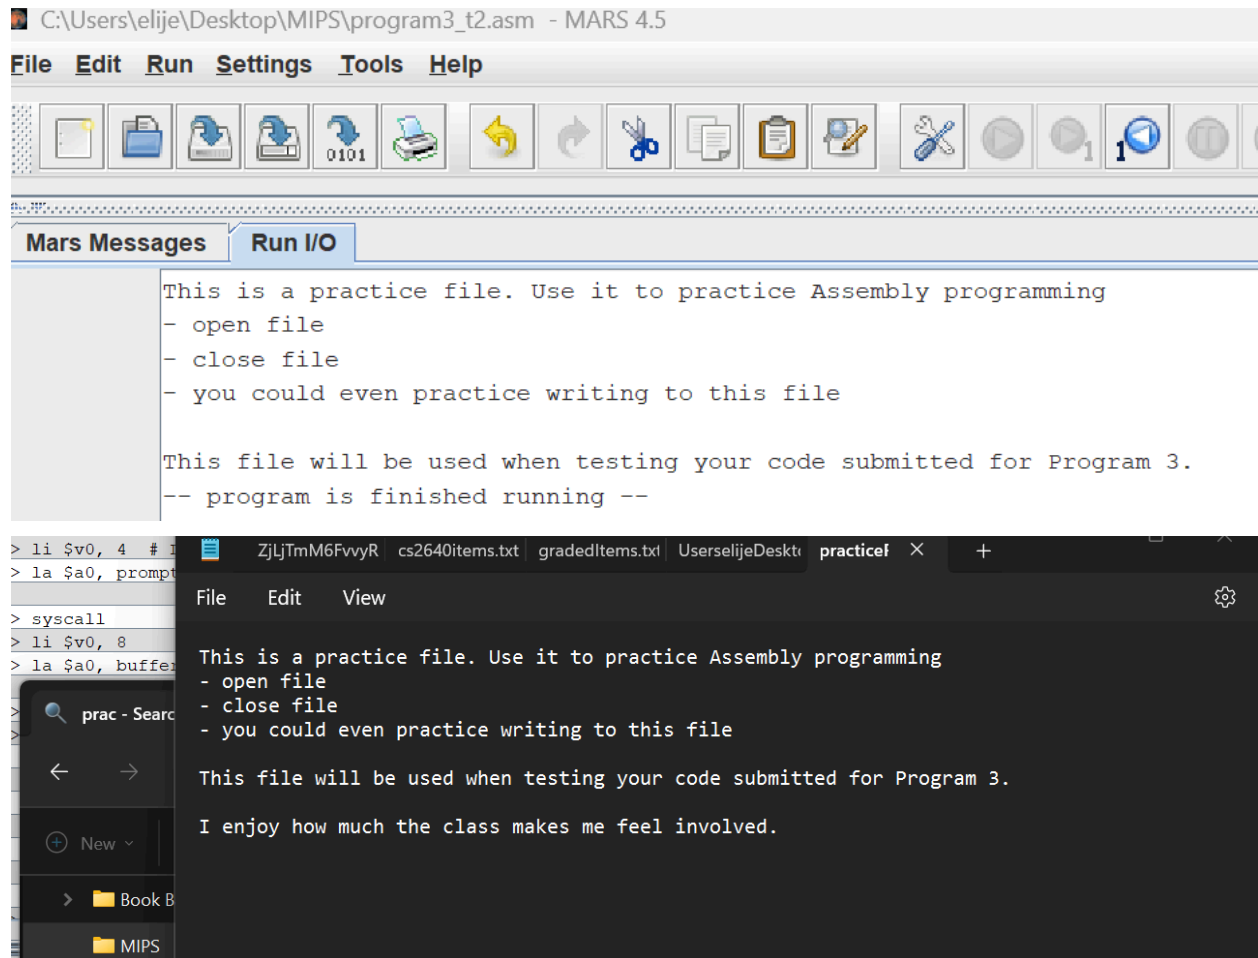 C:\Users\elije\Desktop\MIPS\program3_t2.asm - MARS 4.5
File Edit Run Settings Tools Help
0101
1
1
Mars Messages Run I/O
This is a practice file. Use it to practice Assembly programming
- open file
- close file
- you could even practice writing to this file
This file will be used when testing your code submitted for Program 3.
-- program is finished running --
> li $v0, 4 #
> la $a0, prompt
> syscall
> li $v0, 8
> la $a0, buffe
prac - Searc
New
Book B
MIPS
ZjLjTmM6FvvyR cs2640items.txt gradedItems.txt UserselijeDeskt practiceF
File Edit View
This is a practice file. Use it to practice Assembly programming
- open file
- close file
- you could even practice writing to this file
This file will be used when testing your code submitted for Program 3.
I enjoy how much the class makes me feel involved.